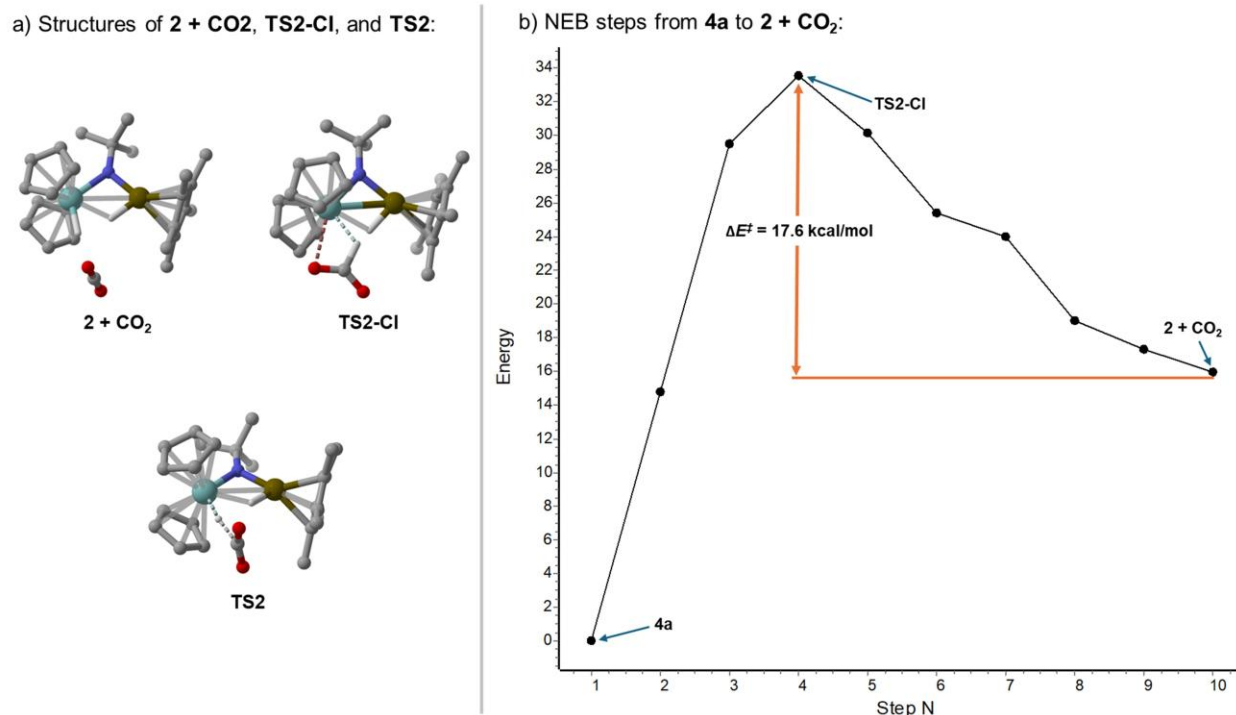 a) Structures of 2 + CO2, TS2-CI, and TS2:
2 + CO₂
TS2-CI
TS2
b) NEB steps from 4a to 2 + CO₂:
Energy
34
32
30
28
26
24
22
20
18
16
14
12
10
8
6
4
2
0
TS2-CI
ΔE‡ = 17.6 kcal/mol
2 + CO₂
4a
1 2 3 4 5 6 7 8 9 10
Step N